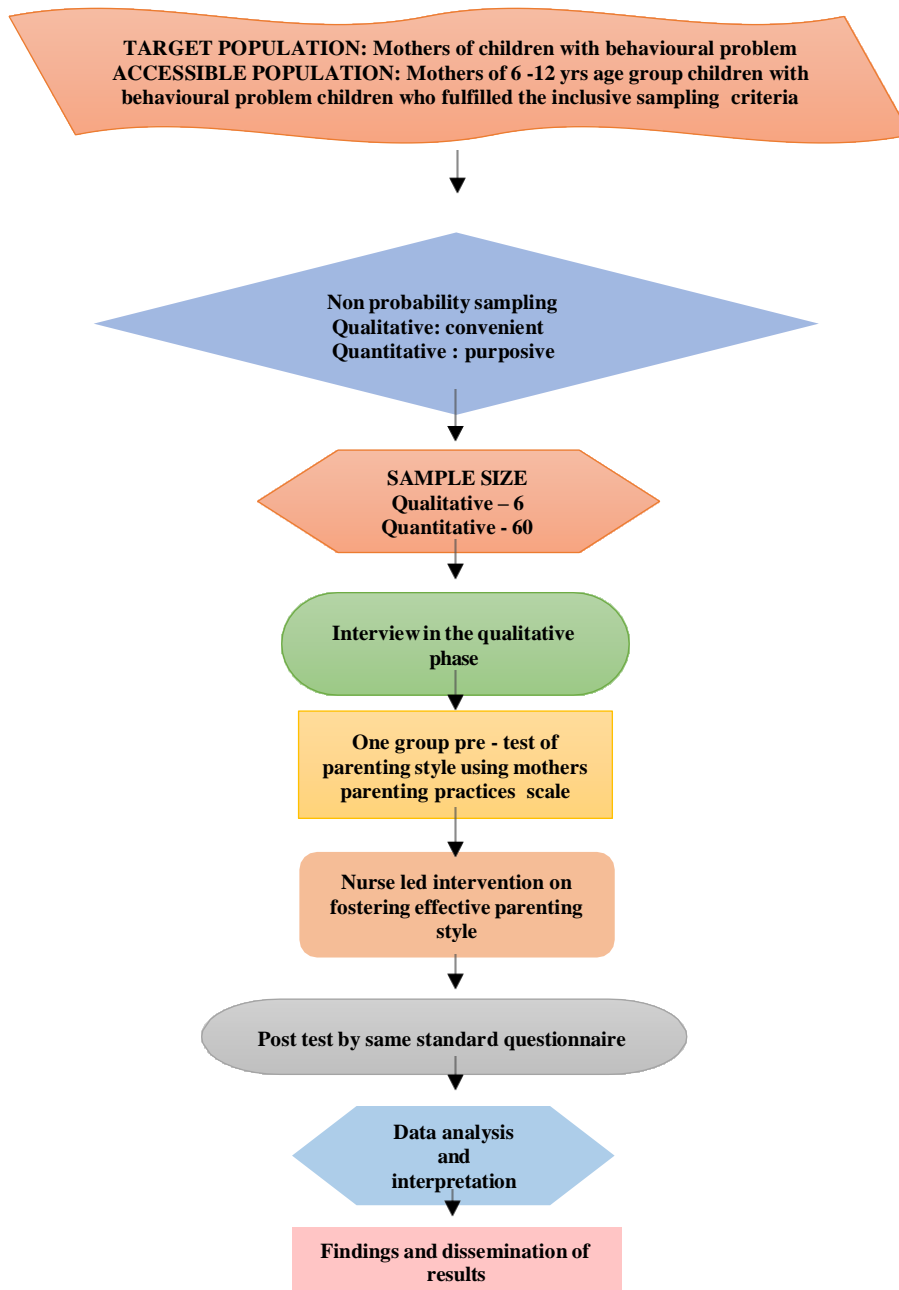 TARGET POPULATION: Mothers of children with behavioural problem
ACCESSIBLE POPULATION: Mothers of 6 -12 yrs age group children with
behavioural problem children who fulfilled the inclusive sampling criteria
Non probability sampling
Qualitative: convenient
Quantitative : purposive
SAMPLE SIZE
Qualitative – 6
Quantitative - 60
Interview in the qualitative
phase
One group pre - test of
parenting style using mothers
parenting practices scale
Nurse led intervention on
fostering effective parenting
style
Post test by same standard questionnaire
Data analysis
and
interpretation
Findings and dissemination of
results